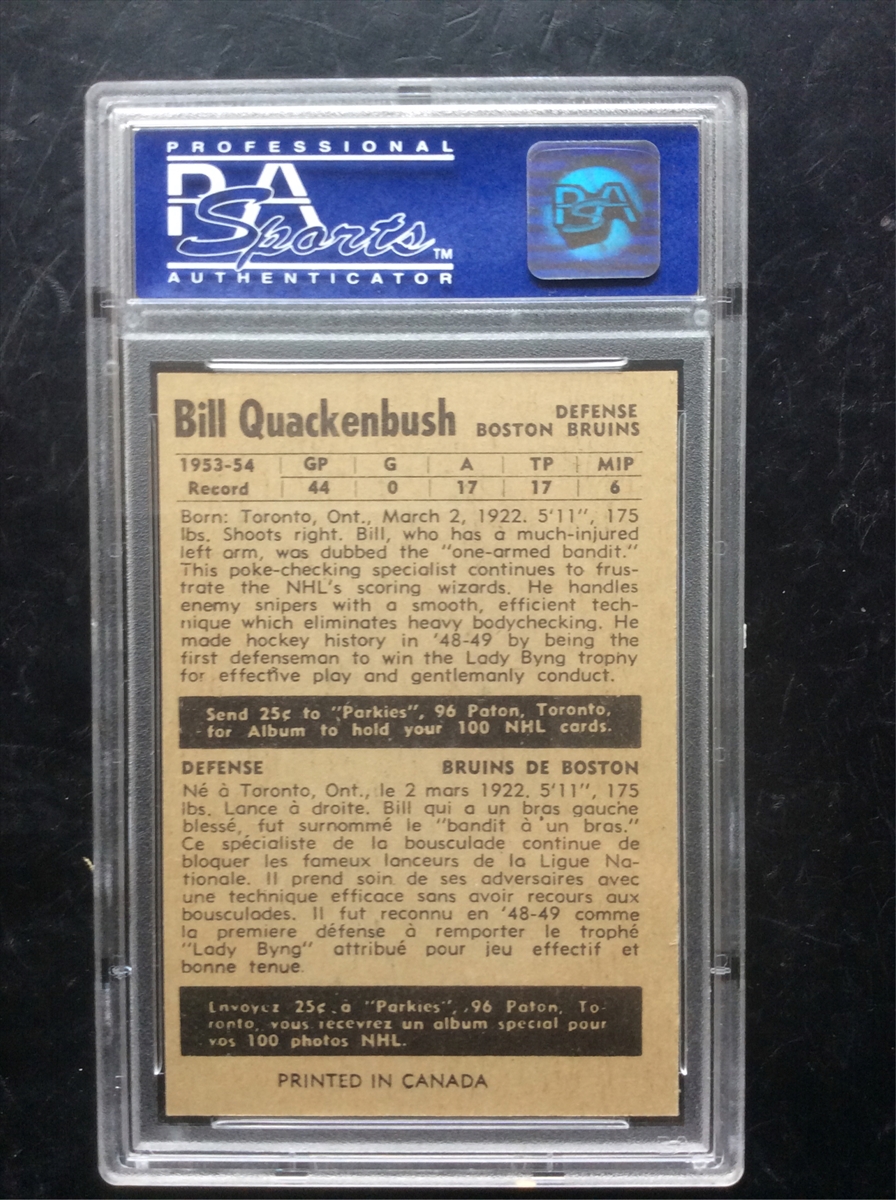 PROFESSIONAL
PSA
Sports™
AUTHENTICATOR
PSA
Bill Quackenbush
DEFENSE
BOSTON BRUINS
1953-54 | GP | G | A | TP | MIP
Record | 44 | 0 | 17 | 17 | 6
Born: Toronto, Ont., March 2, 1922. 5'11", 175
lbs. Shoots right. Bill, who has a much-injured
left arm, was dubbed the "one-armed bandit."
This poke-checking specialist continues to frus-
trate the NHL's scoring wizards. He handles
enemy snipers with a smooth, efficient tech-
nique which eliminates heavy bodychecking. He
made hockey history in '48-49 by being the
first defenseman to win the Lady Byng trophy
for effective play and gentlemanly conduct.
Send 25¢ to "Parkies", 96 Paton, Toronto,
for Album to hold your 100 NHL cards.
DEFENSE BRUINS DE BOSTON
Né à Toronto, Ont., le 2 mars 1922. 5'11", 175
lbs. Lance à droite. Bill qui a un bras gauche
blessé, fut surnommé le "bandit à un bras."
Ce spécialiste de la bousculade continue de
bloquer les fameux lanceurs de la Ligue Na-
tionale. Il prend soin de ses adversaires avec
une technique efficace sans avoir recours aux
bousculades. Il fut reconnu en '48-49 comme
la premiere défense à remporter le trophé
"Lady Byng" attribué pour jeu effectif et
bonne tenue.
Envoyez 25¢ à "Parkies", 96 Paton, To-
ronto, vous recevrez un album special pour
vos 100 photos NHL.
PRINTED IN CANADA